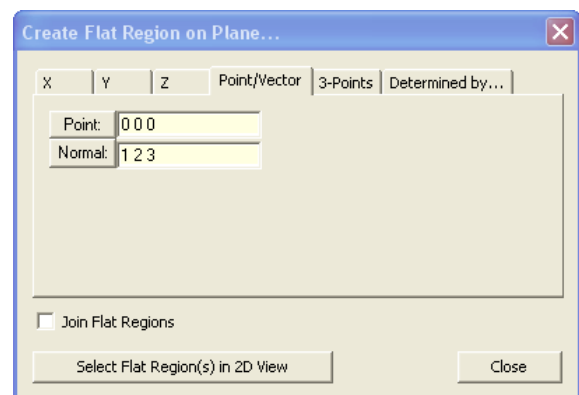 Create Flat Region on Plane...
X Y Z Point/Vector 3-Points Determined by...
Point: 0 0 0
Normal: 1 2 3
Join Flat Regions
Select Flat Region(s) in 2D View Close